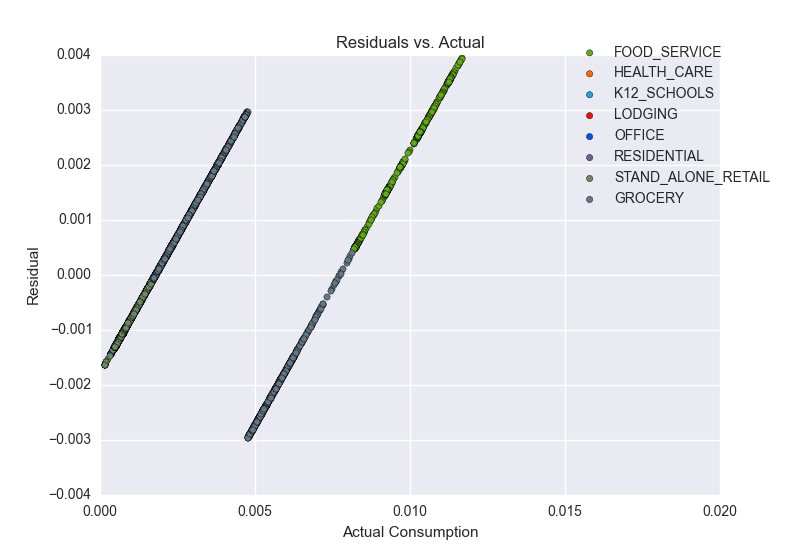 Residuals vs. Actual
FOOD_SERVICE
HEALTH_CARE
K12_SCHOOLS
LODGING
OFFICE
RESIDENTIAL
STAND_ALONE_RETAIL
GROCERY
Residual
0.004
0.003
0.002
0.001
0.000
−0.001
−0.002
−0.003
−0.004
0.000 0.005 0.010 0.015 0.020
Actual Consumption